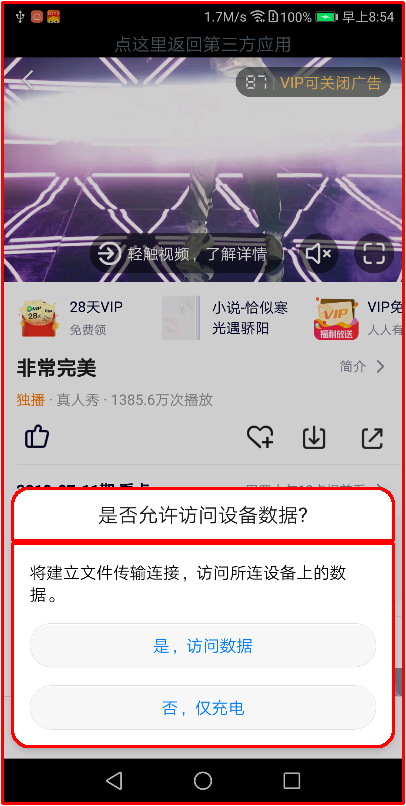 1.7M/s 100% 早上8:54
点这里返回第三方应用
87 VIP可关闭广告
轻触视频，了解详情
28天VIP
免费领
小说-恰似寒
光遇骄阳
VIP
福利放送
VIP免
人人有
非常完美
简介
独播 · 真人秀 · 1385.6万次播放
是否允许访问设备数据?
将建立文件传输连接，访问所连设备上的数
据。
是，访问数据
否，仅充电